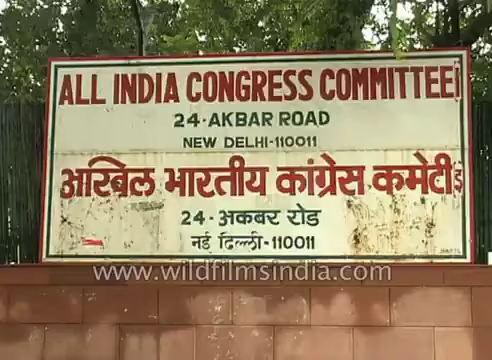 ALL INDIA CONGRESS COMMITTEE
24-AKBAR ROAD
NEW DELHI-110011
अखिल भारतीय कांग्रेस कमेटी
24-अकबर रोड
नई दिल्ली-110011
www.wildfilmsindia.com